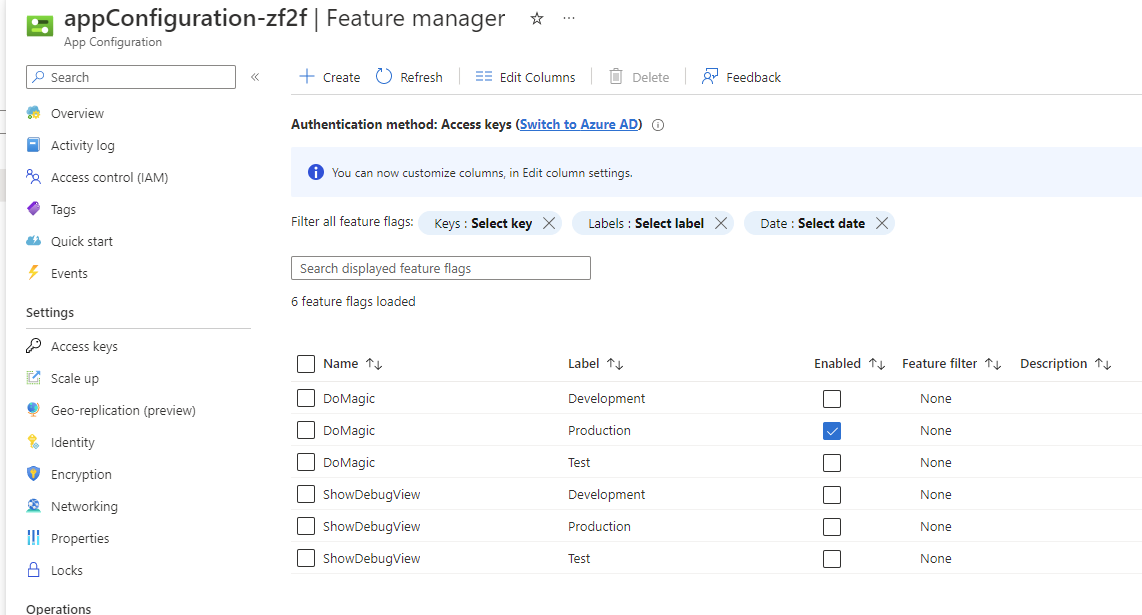 appConfiguration-zf2f | Feature manager
App Configuration
Search
Overview
Activity log
Access control (IAM)
Tags
Quick start
Events
Settings
Access keys
Scale up
Geo-replication (preview)
Identity
Encryption
Networking
Properties
Locks
Operations
Create Refresh Edit Columns Delete Feedback
Authentication method: Access keys (Switch to Azure AD)
You can now customize columns, in Edit column settings.
Filter all feature flags: Keys : Select key Labels : Select label Date : Select date
Search displayed feature flags
6 feature flags loaded
Name Label Enabled Feature filter Description
DoMagic Development None
DoMagic Production None
DoMagic Test None
ShowDebugView Development None
ShowDebugView Production None
ShowDebugView Test None